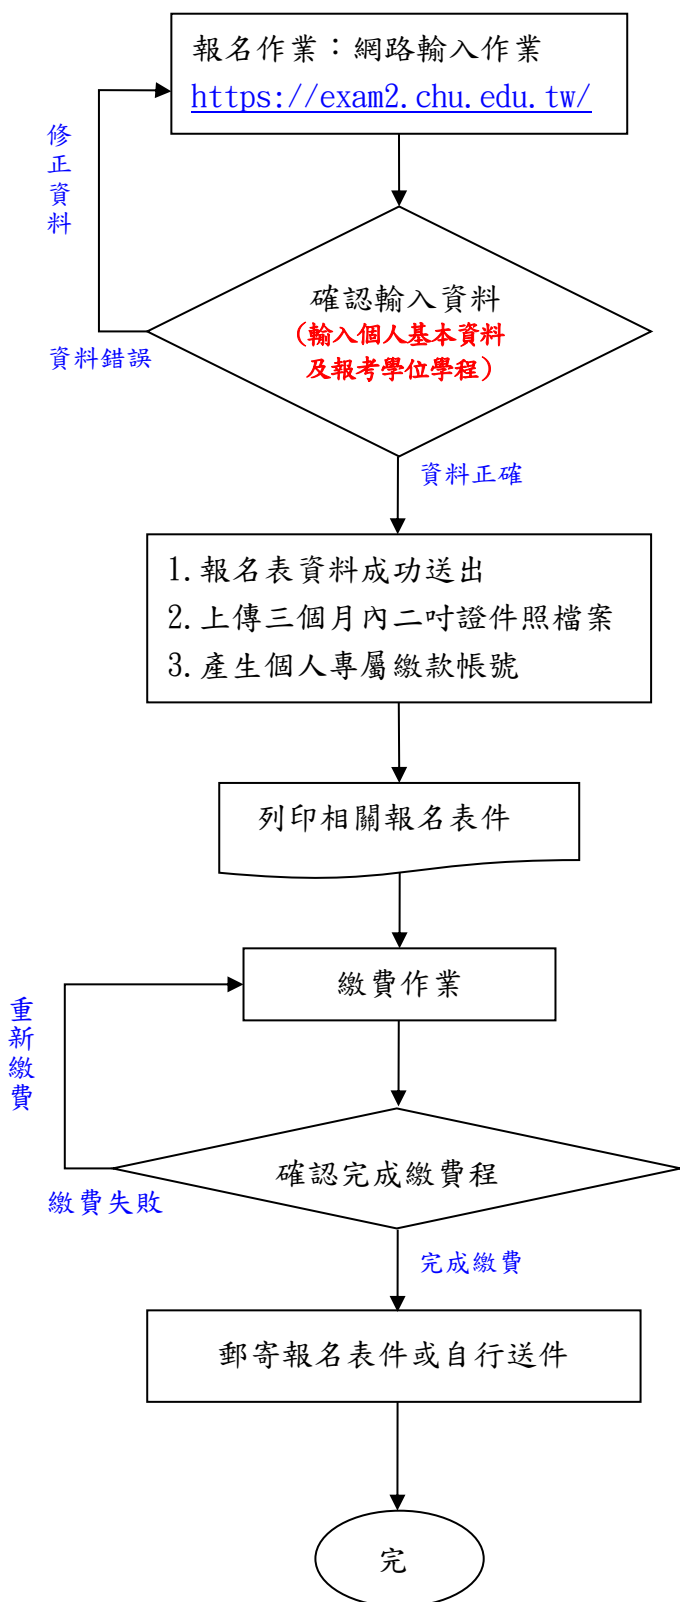 報名作業：網路輸入作業
https://exam2.chu.edu.tw/
修正資料
確認輸入資料
(輸入個人基本資料
及報考學位學程)
資料錯誤
資料正確
1.報名表資料成功送出
2.上傳三個月內二吋證件照檔案
3.產生個人專屬繳款帳號
列印相關報名表件
繳費作業
重新繳費
確認完成繳費程
繳費失敗
完成繳費
郵寄報名表件或自行送件
完